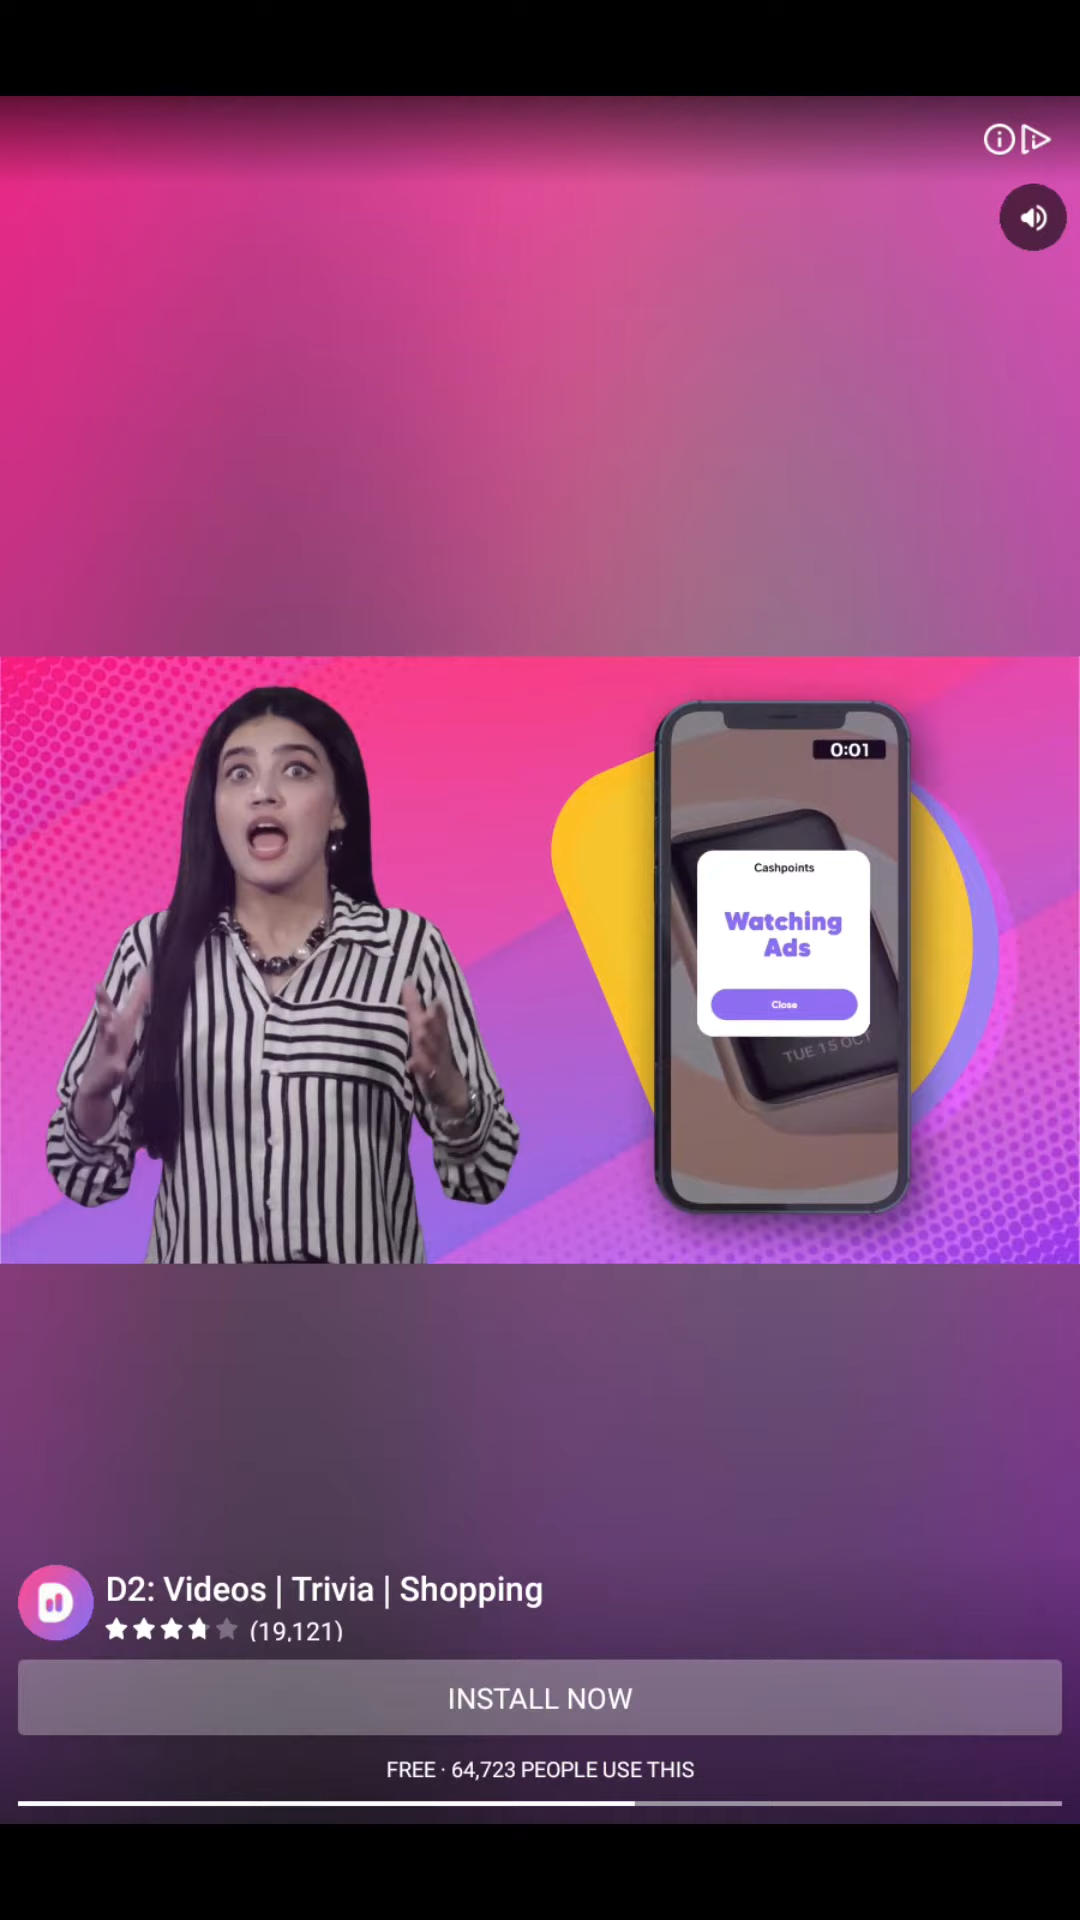 0:01
Cashpoints
Watching
Ads
Close
TUE 15 OCT
D2: Videos | Trivia | Shopping
(19,121)
INSTALL NOW
FREE · 64,723 PEOPLE USE THIS